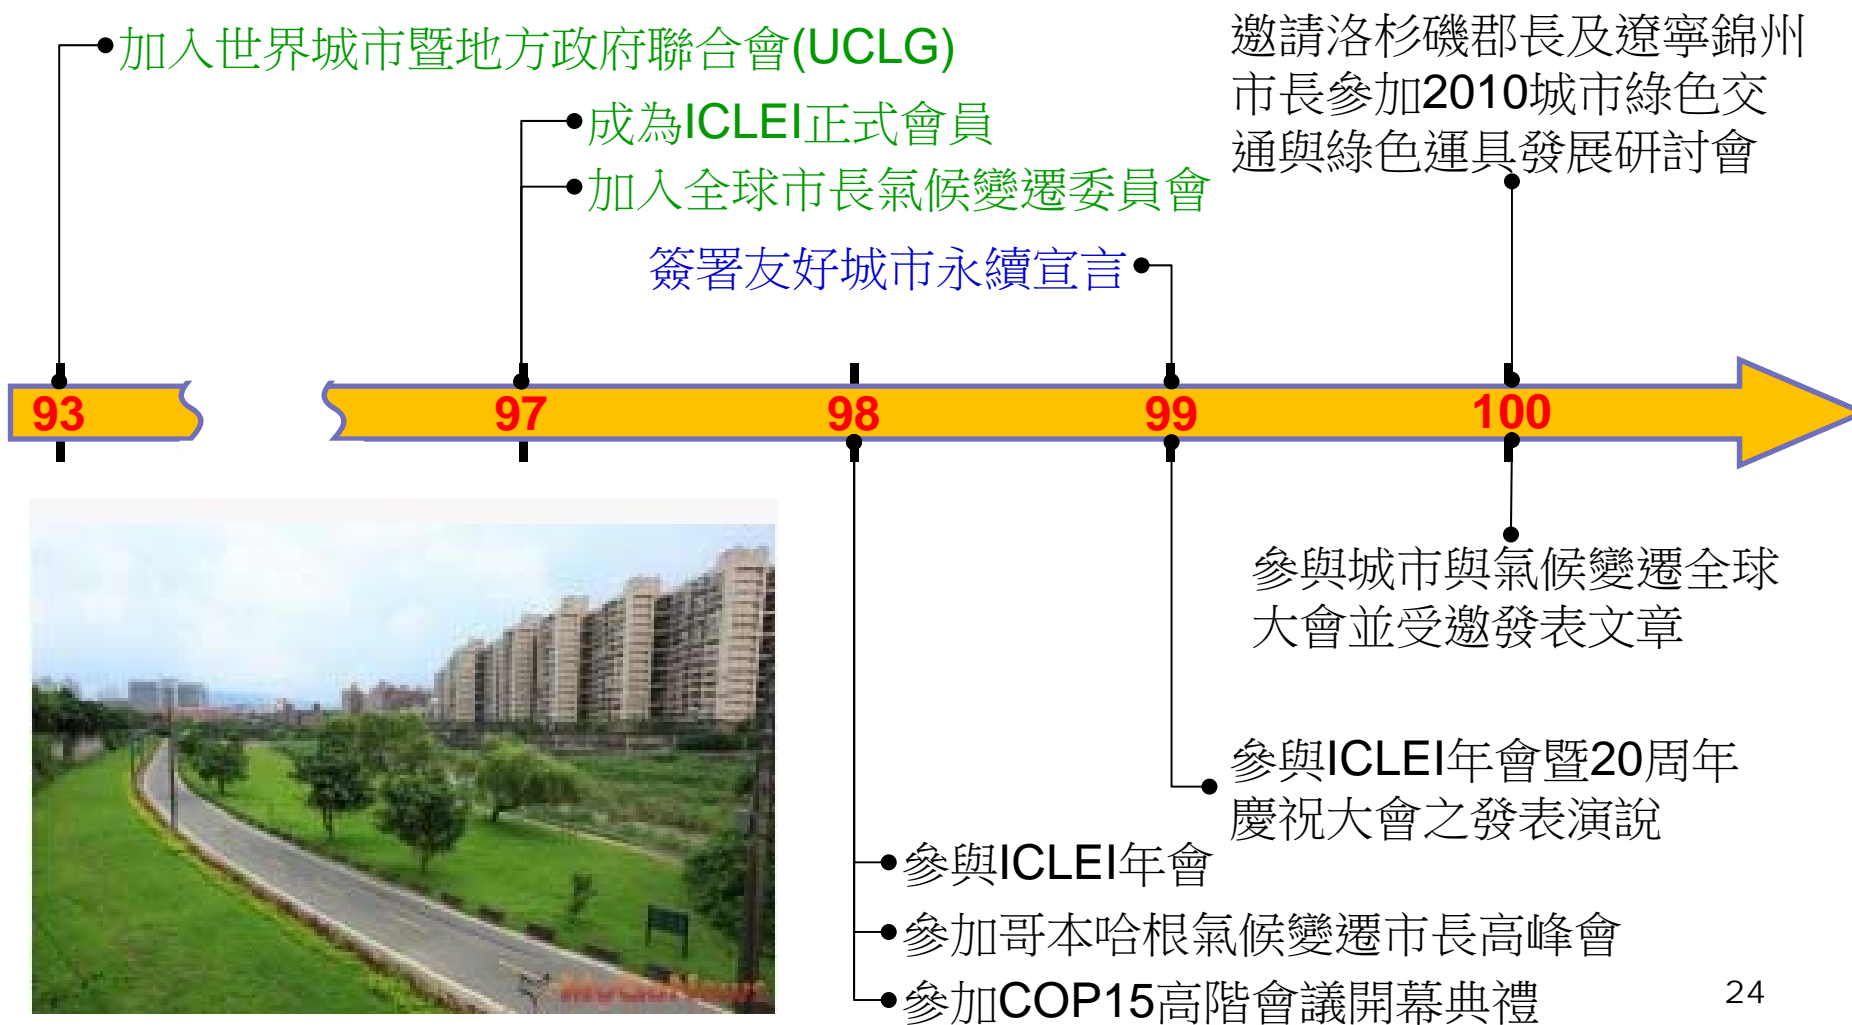 加入世界城市暨地方政府聯合會(UCLG)
成為ICLEI正式會員
加入全球市長氣候變遷委員會
簽署友好城市永續宣言
邀請洛杉磯郡長及遼寧錦州
市長參加2010城市綠色交
通與綠色運具發展研討會
93
97
98
99
100
參與城市與氣候變遷全球
大會並受邀發表文章
參與ICLEI年會暨20周年
慶祝大會之發表演說
參與ICLEI年會
參加哥本哈根氣候變遷市長高峰會
參加COP15高階會議開幕典禮
24